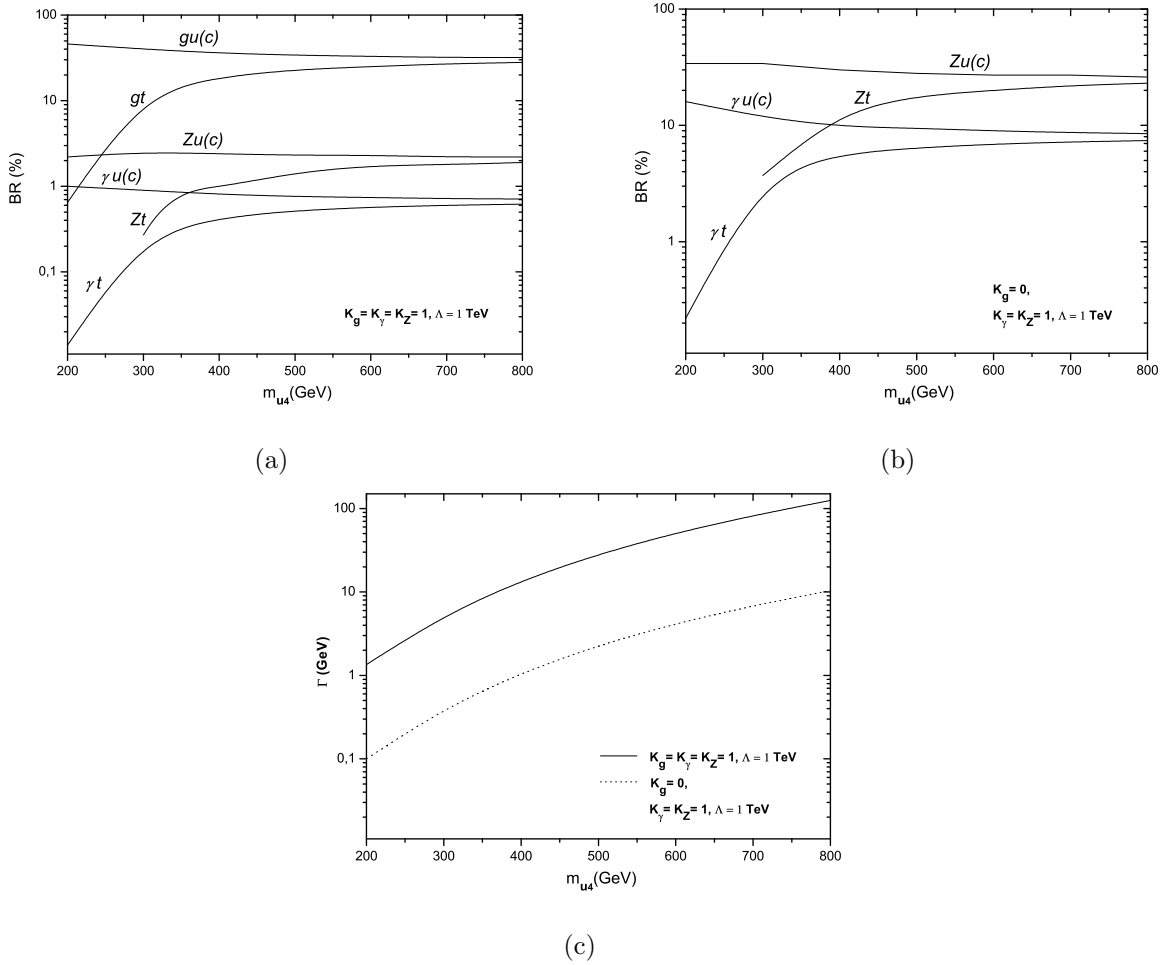 100
10
1
0,1
BR (%)
gu(c)
gt
Zu(c)
γ u(c)
Zt
γ t
K_g= K_γ= K_Z= 1, Λ = 1 TeV
200 300 400 500 600 700 800
m_u4(GeV)
(a)
100
10
1
BR (%)
Zu(c)
Zt
γ u(c)
γ t
K_g= 0,
K_γ= K_Z= 1, Λ = 1 TeV
200 300 400 500 600 700 800
m_u4(GeV)
(b)
100
10
1
0,1
Γ (GeV)
K_g= K_γ= K_Z= 1, Λ = 1 TeV
K_g= 0,
K_γ= K_Z= 1, Λ = 1 TeV
200 300 400 500 600 700 800
m_u4(GeV)
(c)